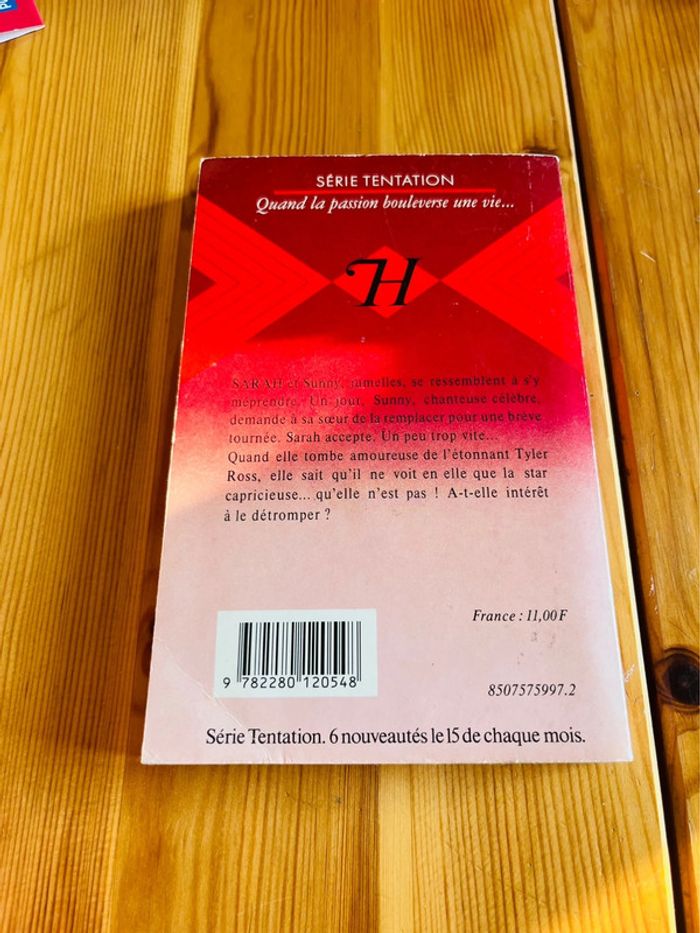 SÉRIE TENTATION
Quand la passion bouleverse une vie...
H
SARAH et Sunny, jumelles, se ressemblent à s'y
méprendre. Un jour, Sunny, chanteuse célèbre,
demande à sa sœur de la remplacer pour une brève
tournée. Sarah accepte. Un peu trop vite...
Quand elle tombe amoureuse de l'étonnant Tyler
Ross, elle sait qu'il ne voit en elle que la star
capricieuse... qu'elle n'est pas ! A-t-elle intérêt
à le détromper ?
France : 11,00 F
9 782280 120548
8507575997.2
Série Tentation. 6 nouveautés le 15 de chaque mois.